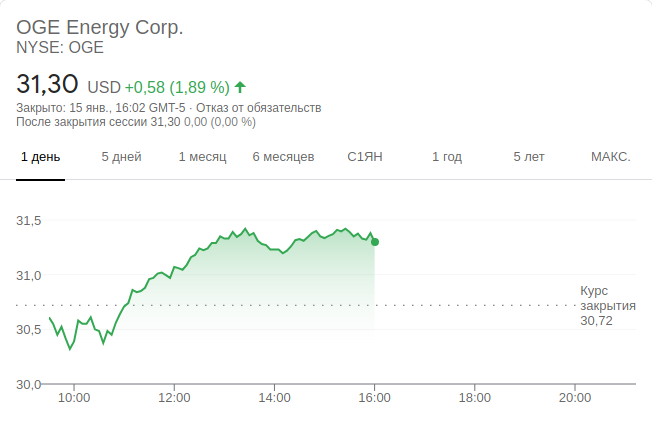 OGE Energy Corp.
NYSE: OGE
31,30 USD +0,58 (1,89 %)
Закрыто: 15 янв., 16:02 GMT-5 · Отказ от обязательств
После закрытия сессии 31,30 0,00 (0,00 %)
1 день 5 дней 1 месяц 6 месяцев С1ЯН 1 год 5 лет МАКС.
31,5
31,0
Курс
закрытия
30,72
30,5
30,0
10:00 12:00 14:00 16:00 18:00 20:00